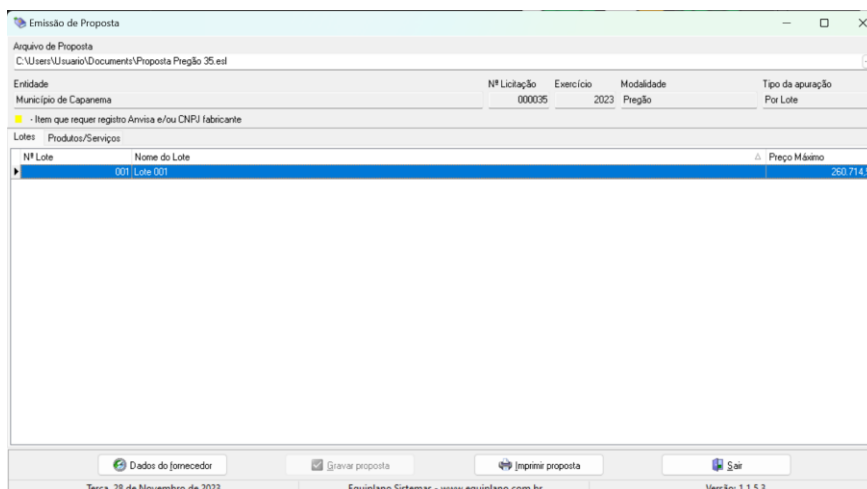 Emissão de Proposta
Arquivo de Proposta
C:\Users\Usuario\Documents\Proposta Pregão 35.esl
Entidade Nº Licitação Exercício Modalidade Tipo da apuração
Município de Capanema 000035 2023 Pregão Por Lote
- Item que requer registro Anvisa e/ou CNPJ fabricante
Lotes Produtos/Serviços
Nº Lote Nome do Lote Preço Máximo
001 Lote 001 260.714,
Dados do fornecedor Gravar proposta Imprimir proposta Sair
Terça, 28 de Novembro de 2023 Equiplano Sistemas - www.equiplano.com.br Versão: 1.1.5.3